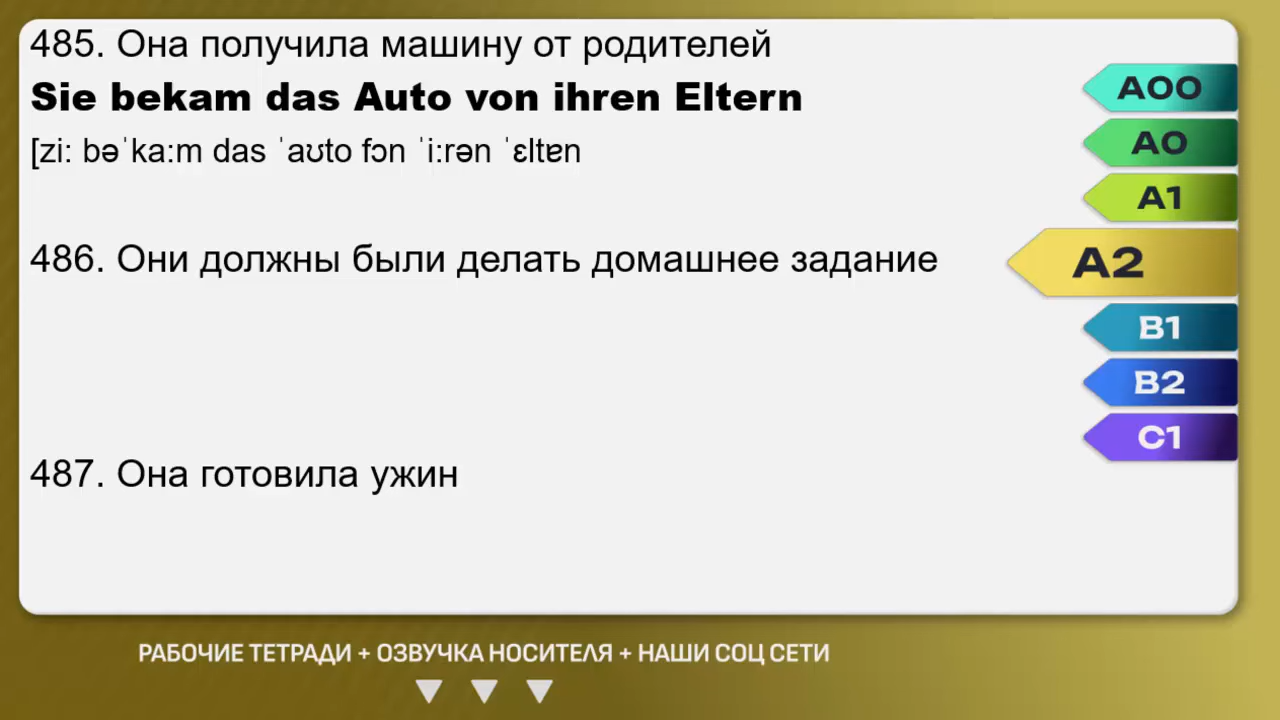 485. Она получила машину от родителей
Sie bekam das Auto von ihren Eltern
[zi: bəˈka:m das ˈaʊto fɔn ˈi:rən ˈɛltɐn
486. Они должны были делать домашнее задание
487. Она готовила ужин
A00
A0
A1
A2
B1
B2
C1
РАБОЧИЕ ТЕТРАДИ + ОЗВУЧКА НОСИТЕЛЯ + НАШИ СОЦ СЕТИ